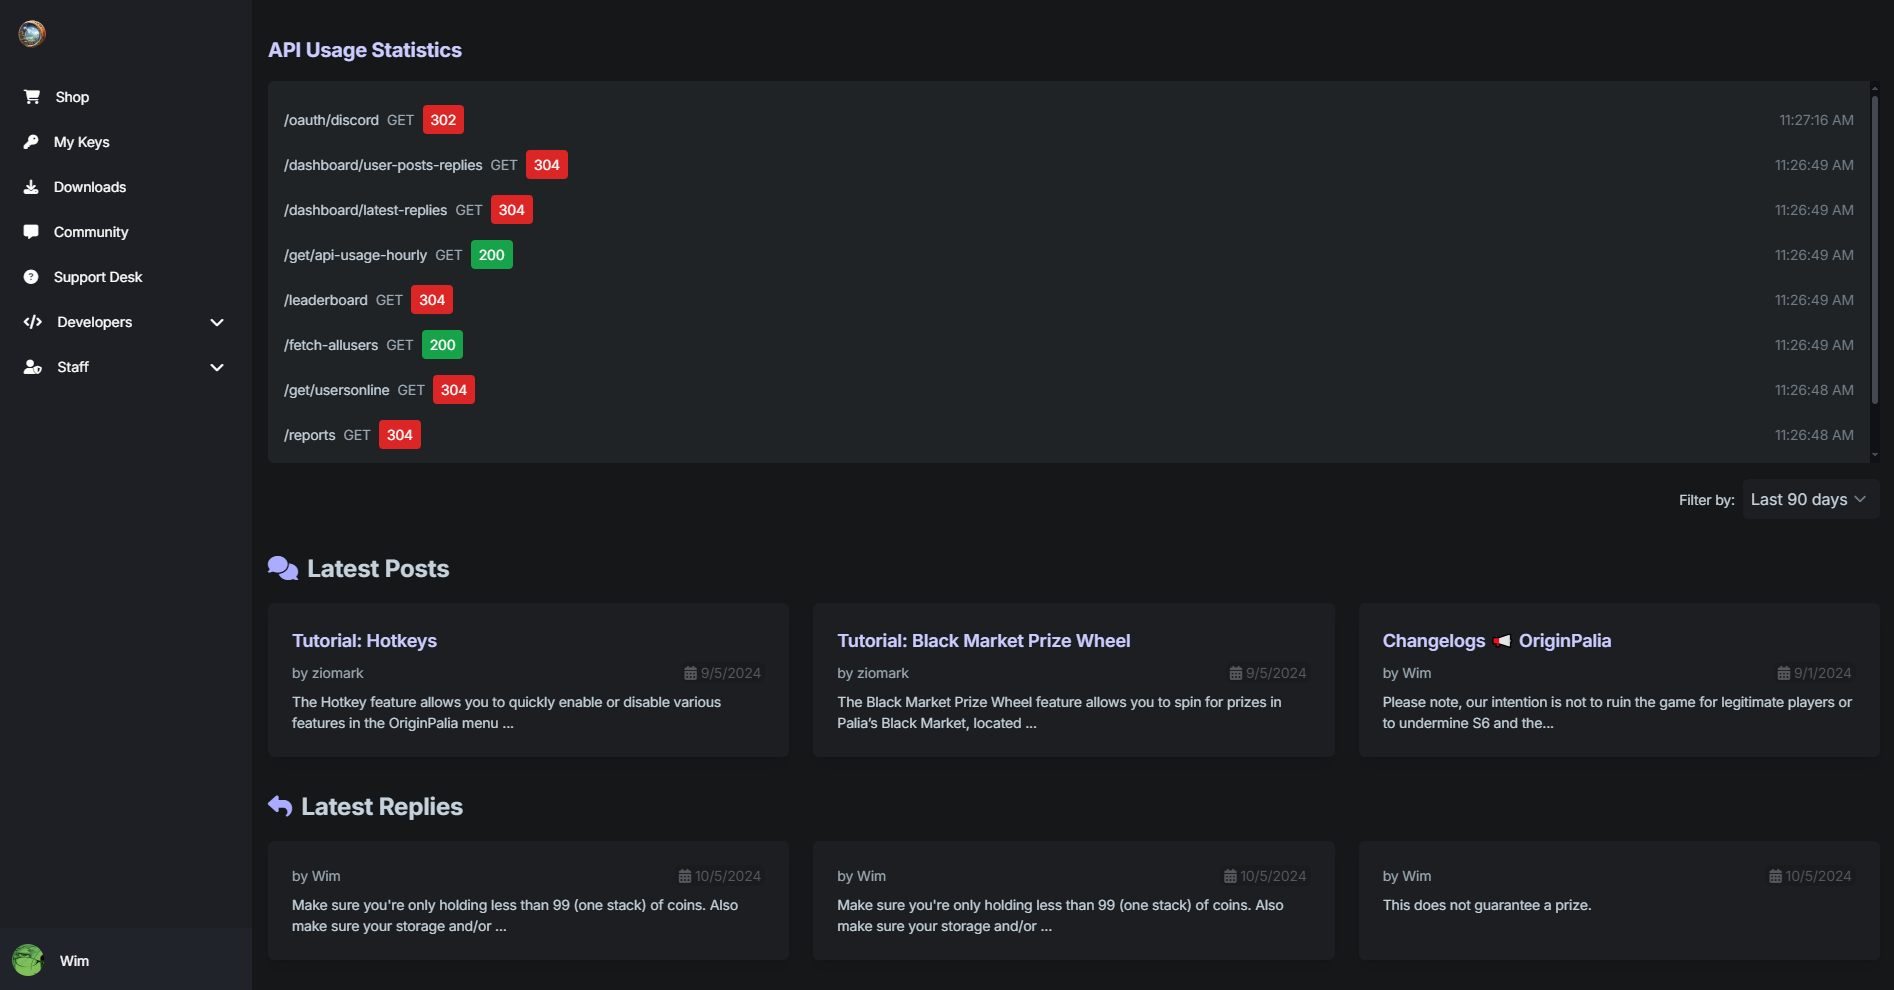 API Usage Statistics
Shop
My Keys
Downloads
Community
Support Desk
Developers
Staff
/oauth/discord GET 302 11:27:16 AM
/dashboard/user-posts-replies GET 304 11:26:49 AM
/dashboard/latest-replies GET 304 11:26:49 AM
/get/api-usage-hourly GET 200 11:26:49 AM
/leaderboard GET 304 11:26:49 AM
/fetch-allusers GET 200 11:26:49 AM
/get/usersonline GET 304 11:26:48 AM
/reports GET 304 11:26:48 AM
Filter by: Last 90 days
Latest Posts
Tutorial: Hotkeys
by ziomark 9/5/2024
The Hotkey feature allows you to quickly enable or disable various
features in the OriginPalia menu ...
Tutorial: Black Market Prize Wheel
by ziomark 9/5/2024
The Black Market Prize Wheel feature allows you to spin for prizes in
Palia’s Black Market, located ...
Changelogs 📢 OriginPalia
by Wim 9/1/2024
Please note, our intention is not to ruin the game for legitimate players or
to undermine S6 and the...
Latest Replies
by Wim 10/5/2024
Make sure you're only holding less than 99 (one stack) of coins. Also
make sure your storage and/or ...
by Wim 10/5/2024
Make sure you're only holding less than 99 (one stack) of coins. Also
make sure your storage and/or ...
by Wim 10/5/2024
This does not guarantee a prize.
Wim